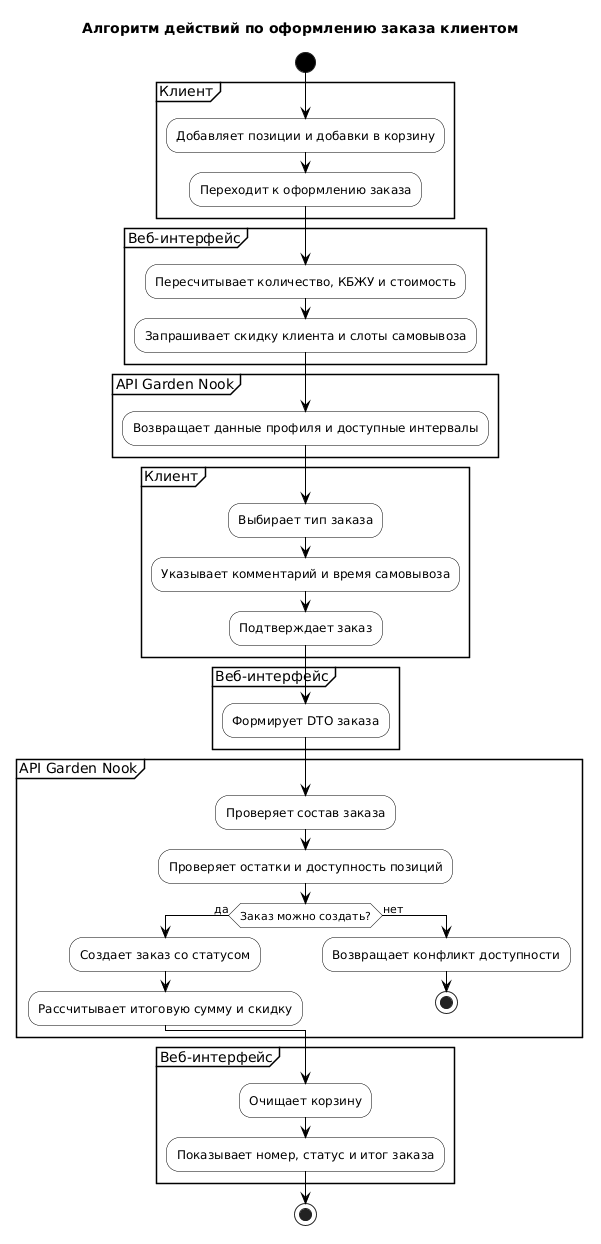 Алгоритм действий по оформлению заказа клиентом
Клиент
Добавляет позиции и добавки в корзину
Переходит к оформлению заказа
Веб-интерфейс
Пересчитывает количество, КБЖУ и стоимость
Запрашивает скидку клиента и слоты самовывоза
API Garden Nook
Возвращает данные профиля и доступные интервалы
Клиент
Выбирает тип заказа
Указывает комментарий и время самовывоза
Подтверждает заказ
Веб-интерфейс
Формирует DTO заказа
API Garden Nook
Проверяет состав заказа
Проверяет остатки и доступность позиций
да
Заказ можно создать?
нет
Создает заказ со статусом
Возвращает конфликт доступности
Рассчитывает итоговую сумму и скидку
Веб-интерфейс
Очищает корзину
Показывает номер, статус и итог заказа